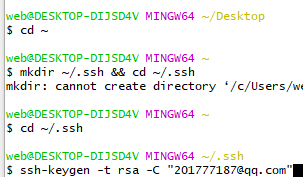 web@DESKTOP-DIJSD4V MINGW64 ~/Desktop
$ cd ~
web@DESKTOP-DIJSD4V MINGW64 ~
$ mkdir ~/.ssh && cd ~/.ssh
mkdir: cannot create directory ‘/c/Users/we
web@DESKTOP-DIJSD4V MINGW64 ~
$ cd ~/.ssh
web@DESKTOP-DIJSD4V MINGW64 ~/.ssh
$ ssh-keygen -t rsa -C "201777187@qq.com"